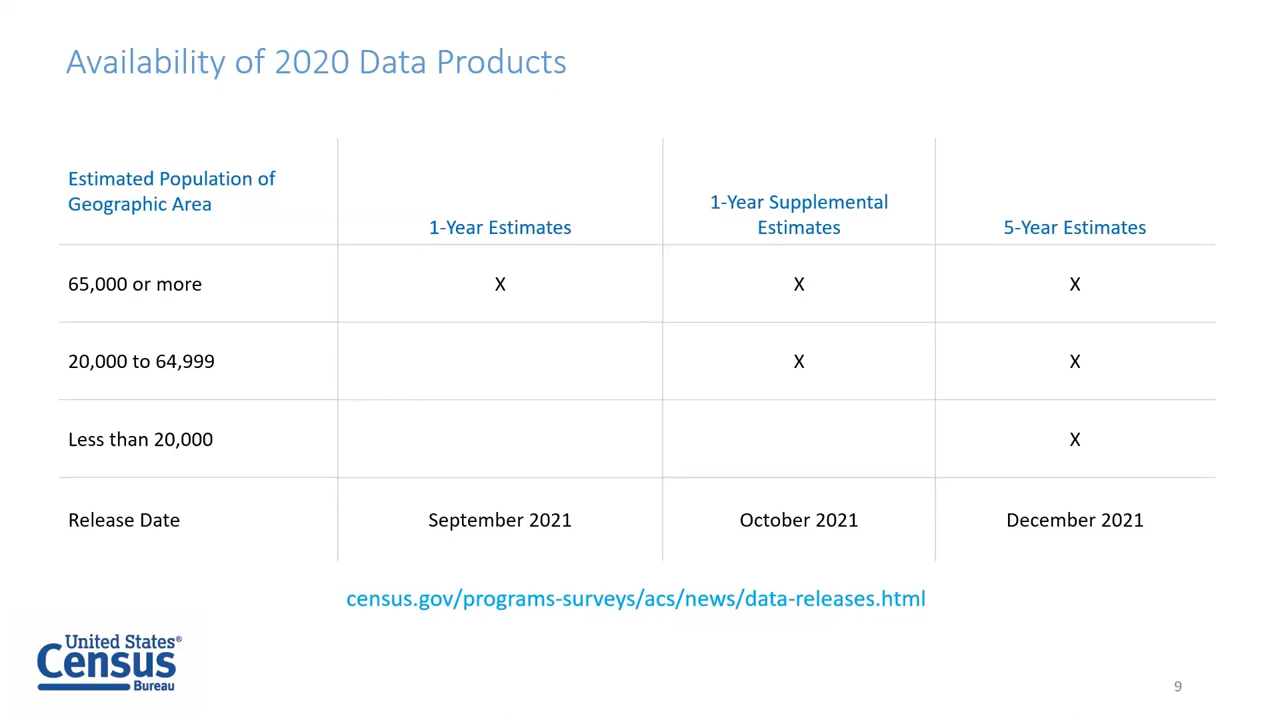 Availability of 2020 Data Products
Estimated Population of
Geographic Area
1-Year Estimates
1-Year Supplemental
Estimates
5-Year Estimates
65,000 or more X X X
20,000 to 64,999 X X
Less than 20,000 X
Release Date September 2021 October 2021 December 2021
census.gov/programs-surveys/acs/news/data-releases.html
United States®
Census
Bureau
9